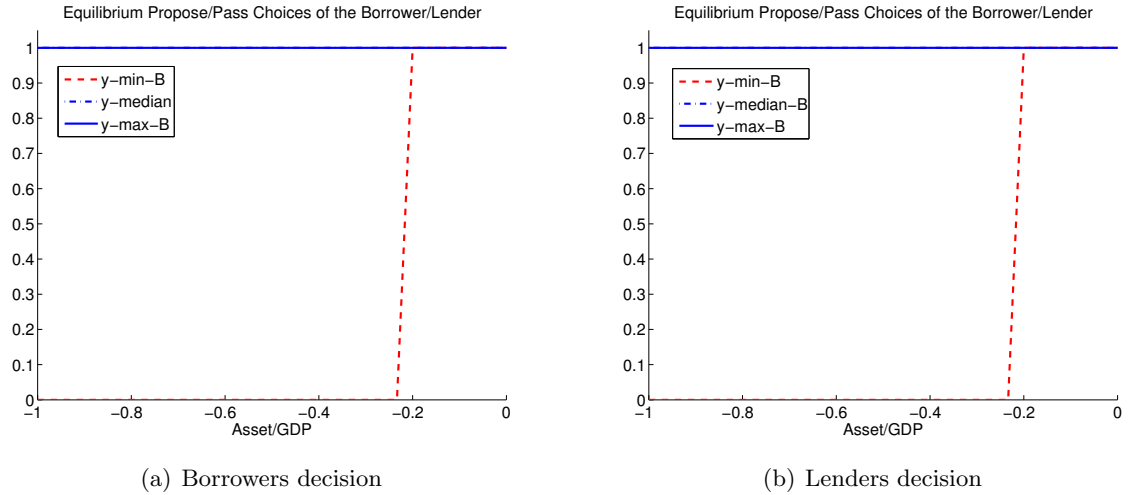 Equilibrium Propose/Pass Choices of the Borrower/Lender
1
0.9
0.8
0.7
0.6
0.5
0.4
0.3
0.2
0.1
0
y−min−B
y−median
y−max−B
−1 −0.8 −0.6 −0.4 −0.2 0
Asset/GDP
(a) Borrowers decision
Equilibrium Propose/Pass Choices of the Borrower/Lender
1
0.9
0.8
0.7
0.6
0.5
0.4
0.3
0.2
0.1
0
y−min−B
y−median−B
y−max−B
−1 −0.8 −0.6 −0.4 −0.2 0
Asset/GDP
(b) Lenders decision